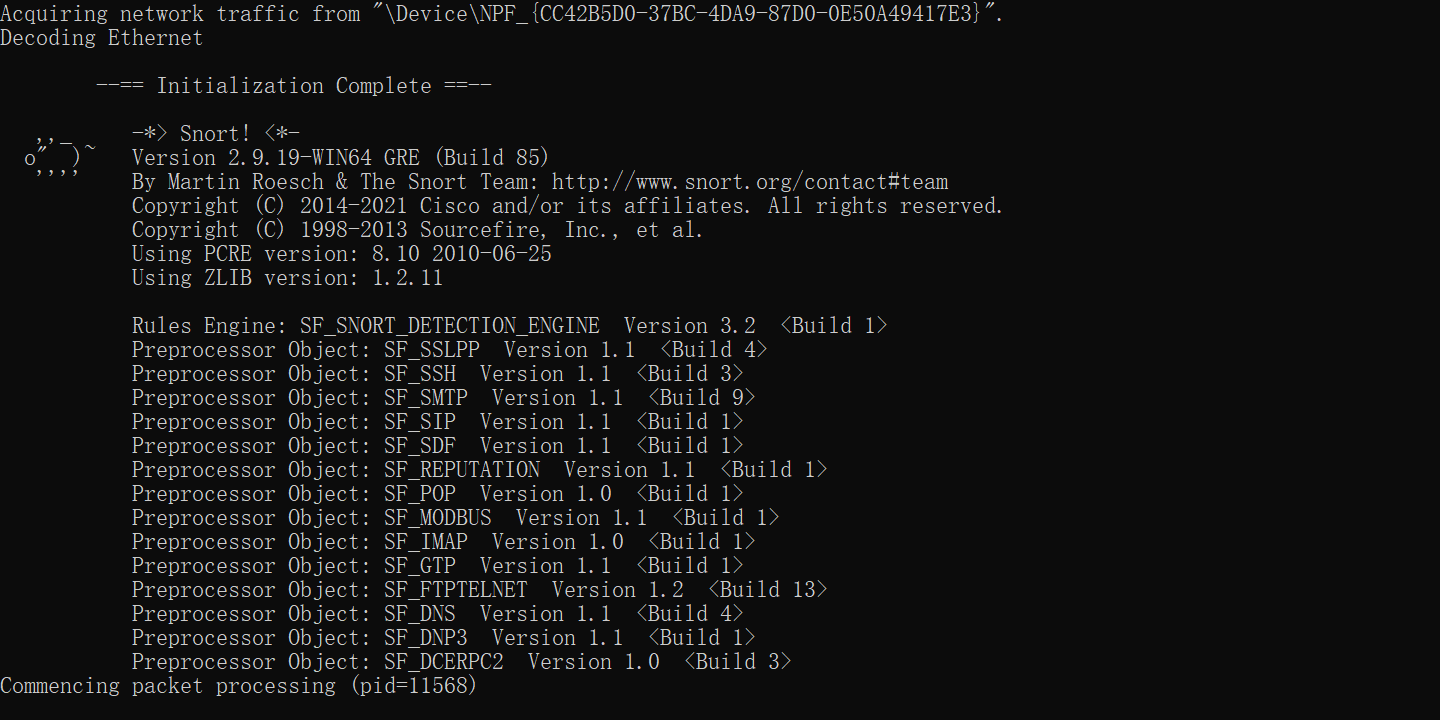 Acquiring network traffic from "\Device\NPF_{CC42B5D0-37BC-4DA9-87D0-0E50A49417E3}".
Decoding Ethernet
--== Initialization Complete ==--
,,_     -*> Snort! <*-
o"  )~   Version 2.9.19-WIN64 GRE (Build 85)
''''    By Martin Roesch & The Snort Team: http://www.snort.org/contact#team
Copyright (C) 2014-2021 Cisco and/or its affiliates. All rights reserved.
Copyright (C) 1998-2013 Sourcefire, Inc., et al.
Using PCRE version: 8.10 2010-06-25
Using ZLIB version: 1.2.11
Rules Engine: SF_SNORT_DETECTION_ENGINE  Version 3.2  <Build 1>
Preprocessor Object: SF_SSLPP  Version 1.1  <Build 4>
Preprocessor Object: SF_SSH  Version 1.1  <Build 3>
Preprocessor Object: SF_SMTP  Version 1.1  <Build 9>
Preprocessor Object: SF_SIP  Version 1.1  <Build 1>
Preprocessor Object: SF_SDF  Version 1.1  <Build 1>
Preprocessor Object: SF_REPUTATION  Version 1.1  <Build 1>
Preprocessor Object: SF_POP  Version 1.0  <Build 1>
Preprocessor Object: SF_MODBUS  Version 1.1  <Build 1>
Preprocessor Object: SF_IMAP  Version 1.0  <Build 1>
Preprocessor Object: SF_GTP  Version 1.1  <Build 1>
Preprocessor Object: SF_FTPTELNET  Version 1.2  <Build 13>
Preprocessor Object: SF_DNS  Version 1.1  <Build 4>
Preprocessor Object: SF_DNP3  Version 1.1  <Build 1>
Preprocessor Object: SF_DCERPC2  Version 1.0  <Build 3>
Commencing packet processing (pid=11568)